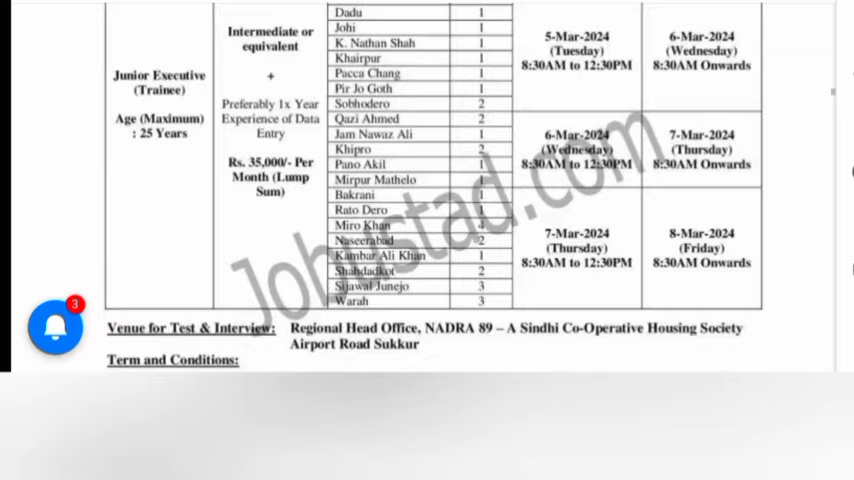 Junior Executive
(Trainee)
Age (Maximum)
: 25 Years
Intermediate or
equivalent
+
Preferably 1x Year
Experience of Data
Entry
Rs. 35,000/- Per
Month (Lump
Sum)
Dadu 1
Johi 1
K. Nathan Shah 1
Khairpur 1
Pacca Chang 1
Pir Jo Goth 1
Sobhodero 2
Qazi Ahmed 2
Jam Nawaz Ali 1
Khipro 2
Pano Akil 1
Mirpur Mathelo 1
Bakrani 1
Rato Dero 1
Miro Khan 4
Naseerabad 2
Kambar Ali Khan 1
Shahdadkot 2
Sijawal Junejo 3
Warah 3
5-Mar-2024
(Tuesday)
8:30AM to 12:30PM
6-Mar-2024
(Wednesday)
8:30AM Onwards
6-Mar-2024
(Wednesday)
8:30AM to 12:30PM
7-Mar-2024
(Thursday)
8:30AM Onwards
7-Mar-2024
(Thursday)
8:30AM to 12:30PM
8-Mar-2024
(Friday)
8:30AM Onwards
Jobustad.com
3
Venue for Test & Interview: Regional Head Office, NADRA 89 – A Sindhi Co-Operative Housing Society
Airport Road Sukkur
Term and Conditions: